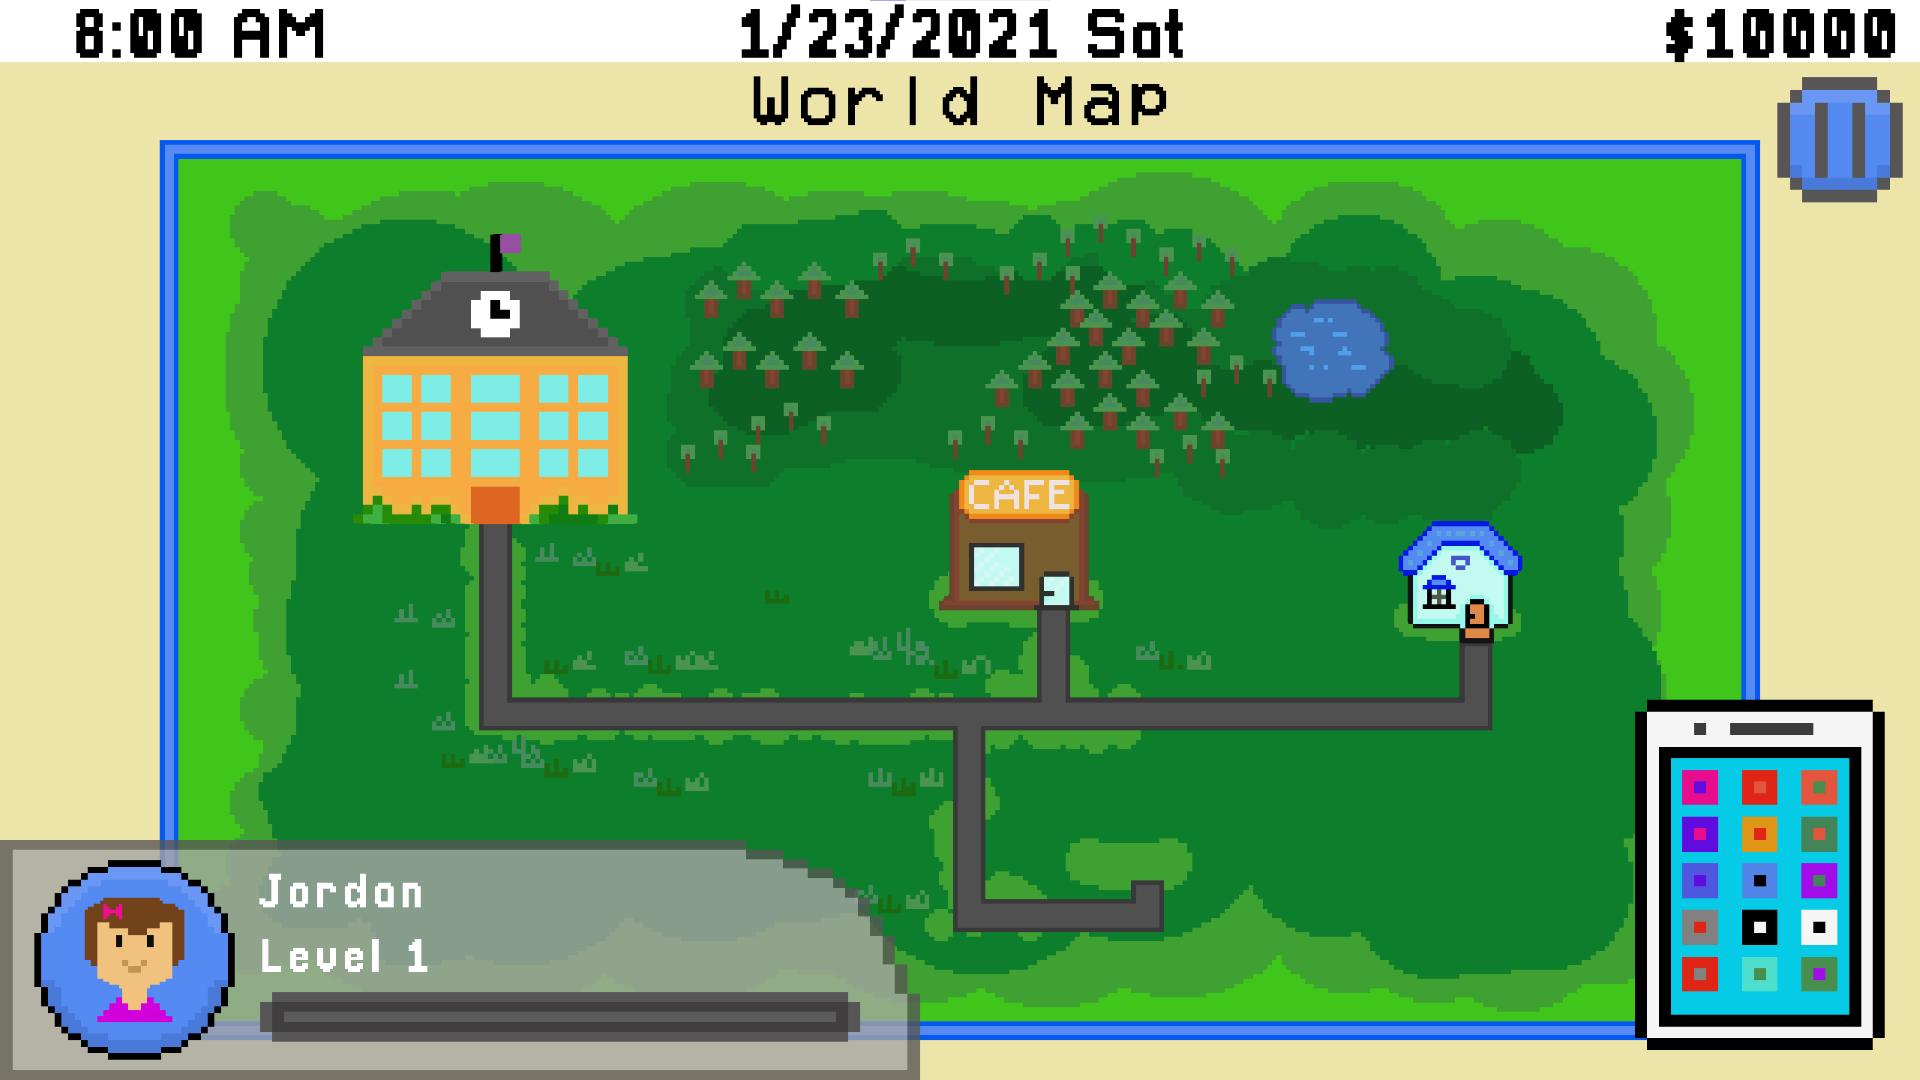 8:00 AM
1/23/2021 Sat
$10000
World Map
CAFE
Jordan
Level 1